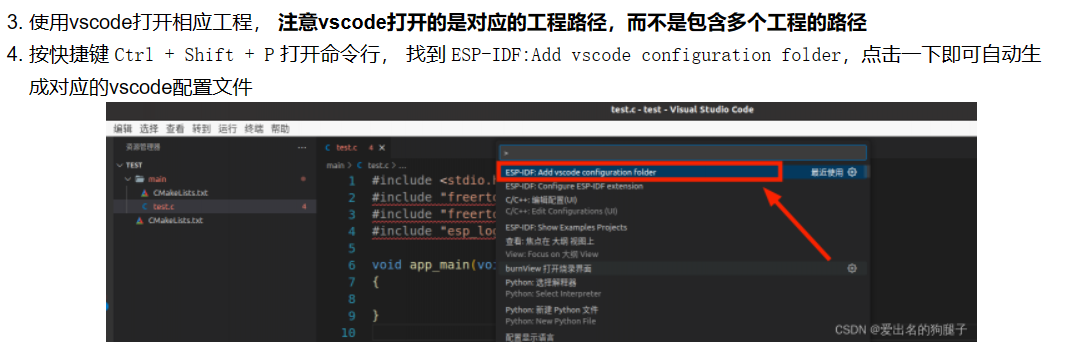 3. 使用vscode打开相应工程， 注意vscode打开的是对应的工程路径，而不是包含多个工程的路径
4. 按快捷键 Ctrl + Shift + P 打开命令行， 找到 ESP-IDF:Add vscode configuration folder，点击一下即可自动生
成对应的vscode配置文件
test.c - test - Visual Studio Code
编辑 选择 查看 转到 运行 终端 帮助
资源管理器 ···
TEST
main
CMakeLists.txt
test.c 4
CMakeLists.txt
C test.c 4 ×
main > C test.c > ...
1 #include <stdio.h
2 #include "freerto
3 #include "freerto
4 #include "esp_lo
5
6 void app_main(voi
7 {
8
9 }
10
>
ESP-IDF: Add vscode configuration folder 最近使用
ESP-IDF: Configure ESP-IDF extension
C/C++: 编辑配置(UI)
C/C++: Edit Configurations (UI)
ESP-IDF: Show Examples Projects
查看: 焦点在 大纲 视图上
View: Focus on 大纲 View
burnView 打开烧录界面
Python: 选择解释器
Python: Select Interpreter
Python: 新建 Python 文件
Python: New Python File
配置显示语言
CSDN @爱出名的狗腿子